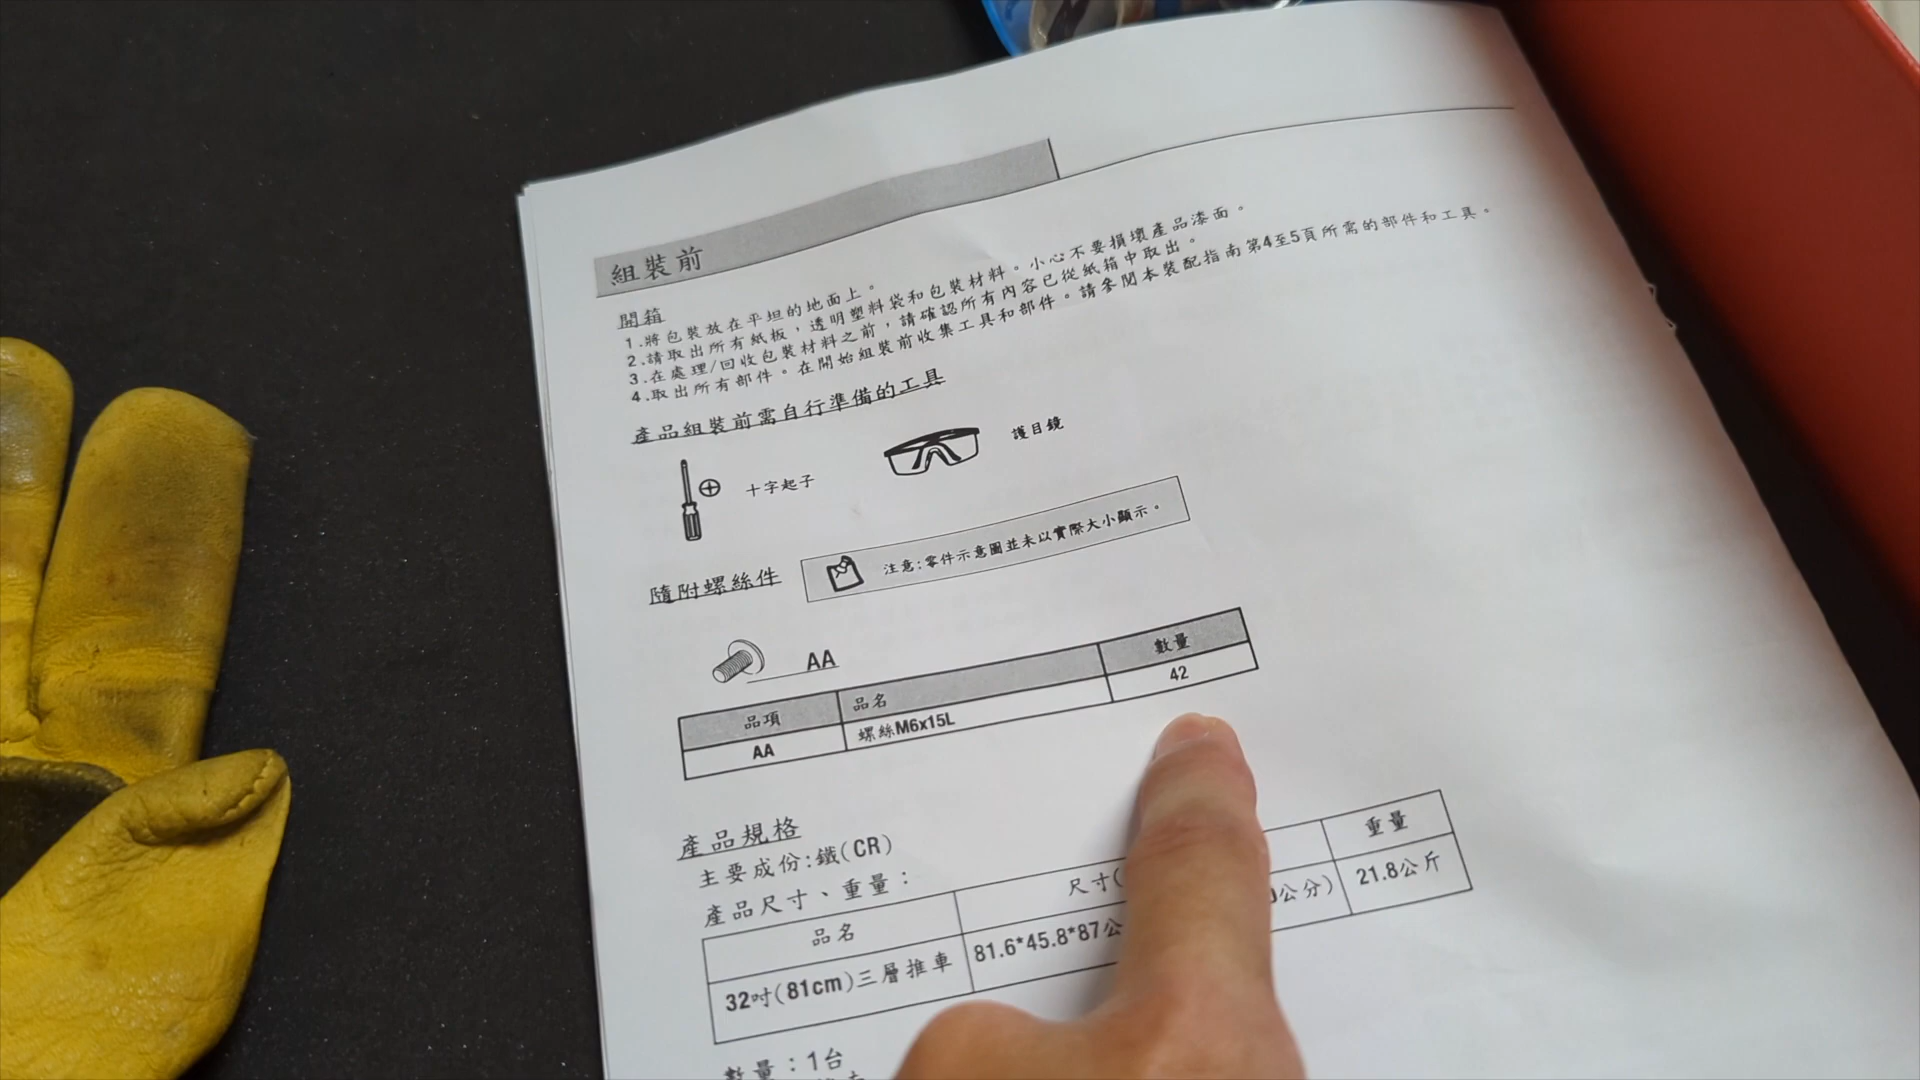 組裝前
開箱
1.將包裝放在平坦的地面上。
2.請取出所有紙板，透明塑料袋和包裝材料。小心不要損壞產品漆面。
3.在處理/回收包裝材料之前，請確認所有內容已從紙箱中取出。
4.取出所有部件。在開始組裝前收集工具和部件。請參閱本裝配指南第4至5頁所需的部件和工具。
產品組裝前需自行準備的工具
十字起子
護目鏡
隨附螺絲件
注意:零件示意圖並未以實際大小顯示。
AA
品項 品名 數量
AA 螺絲M6x15L 42
產品規格
主要成份:鐵(CR)
產品尺寸、重量：
品名 尺寸( 重量
32吋(81cm)三層推車 81.6*45.8*87公 公分) 21.8公斤
數量：1台